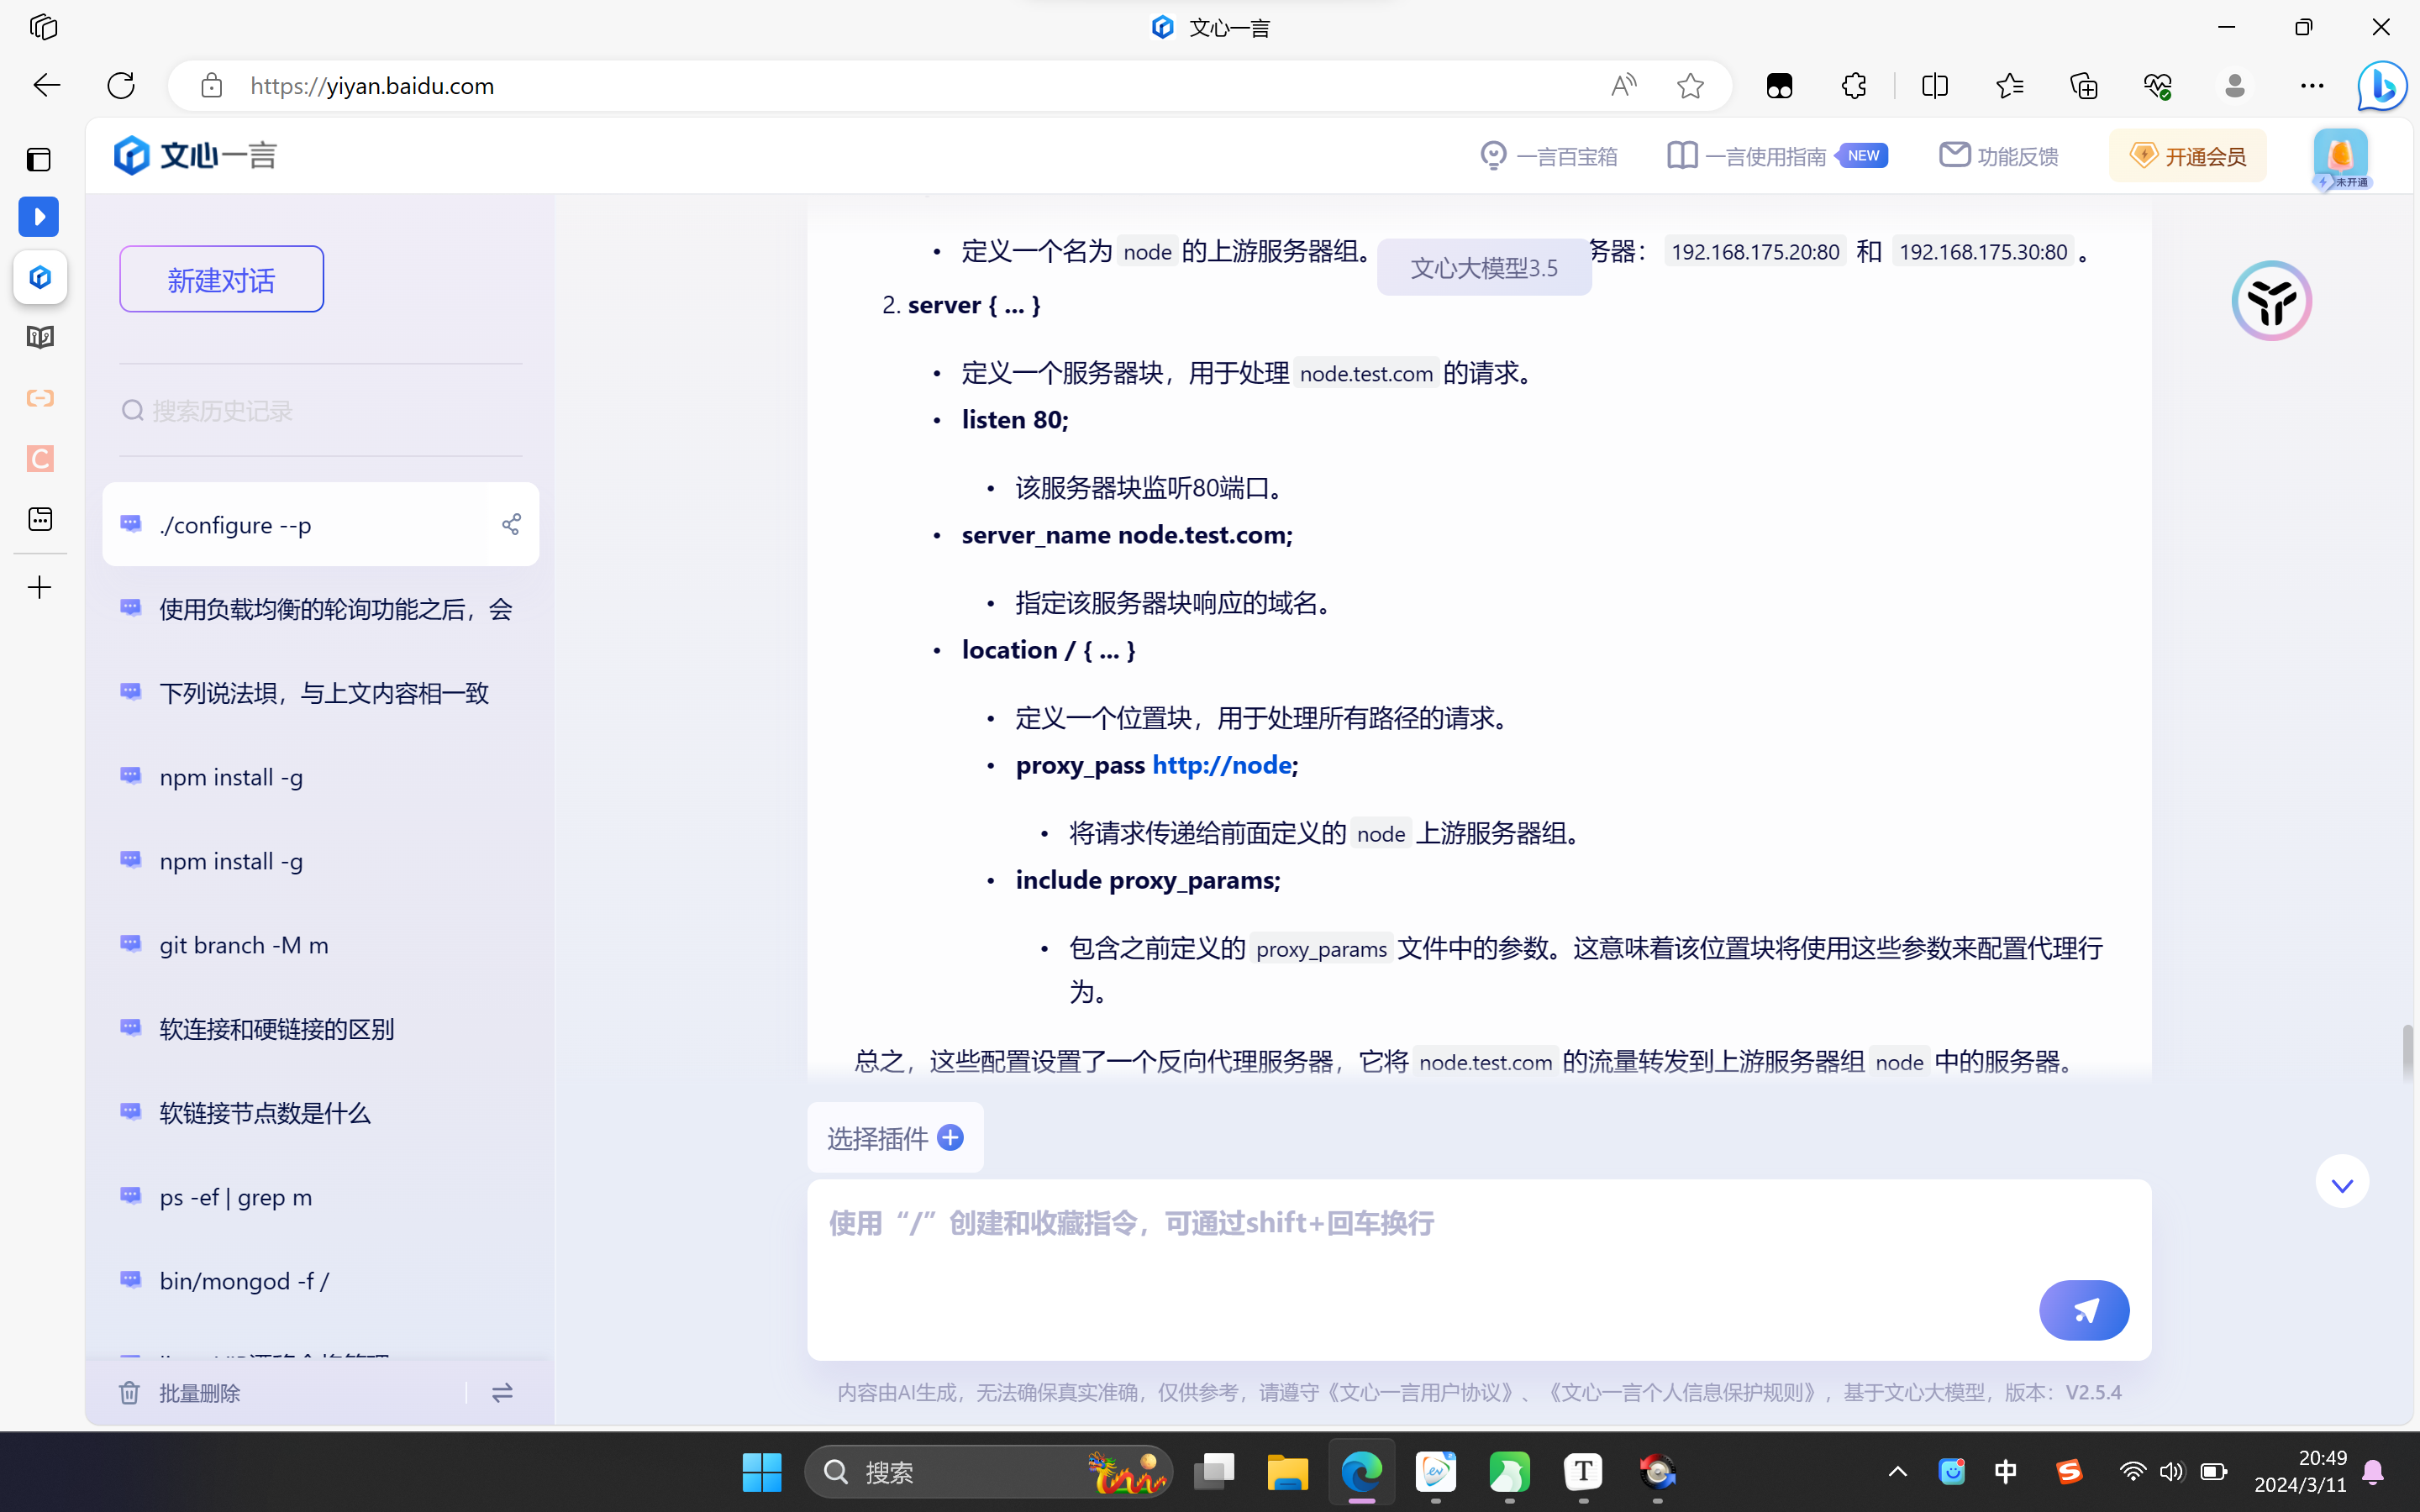 文心一言
https://yiyan.baidu.com
文心一言
一言百宝箱
一言使用指南
NEW
功能反馈
开通会员
未开通
新建对话
搜索历史记录
./configure --p
使用负载均衡的轮询功能之后，会
下列说法埧，与上文内容相一致
npm install -g
npm install -g
git branch -M m
软连接和硬链接的区别
软链接节点数是什么
ps -ef | grep m
bin/mongod -f /
批量删除
• 定义一个名为 node 的上游服务器组。 务器： 192.168.175.20:80 和 192.168.175.30:80 。
文心大模型3.5
2. server { ... }
• 定义一个服务器块，用于处理 node.test.com 的请求。
• listen 80;
• 该服务器块监听80端口。
• server_name node.test.com;
• 指定该服务器块响应的域名。
• location / { ... }
• 定义一个位置块，用于处理所有路径的请求。
• proxy_pass http://node;
• 将请求传递给前面定义的 node 上游服务器组。
• include proxy_params;
• 包含之前定义的 proxy_params 文件中的参数。这意味着该位置块将使用这些参数来配置代理行
为。
总之，这些配置设置了一个反向代理服务器，它将 node.test.com 的流量转发到上游服务器组 node 中的服务器。
选择插件
使用“/”创建和收藏指令，可通过shift+回车换行
内容由AI生成，无法确保真实准确，仅供参考，请遵守《文心一言用户协议》、《文心一言个人信息保护规则》，基于文心大模型，版本：V2.5.4
搜索
中
20:49
2024/3/11